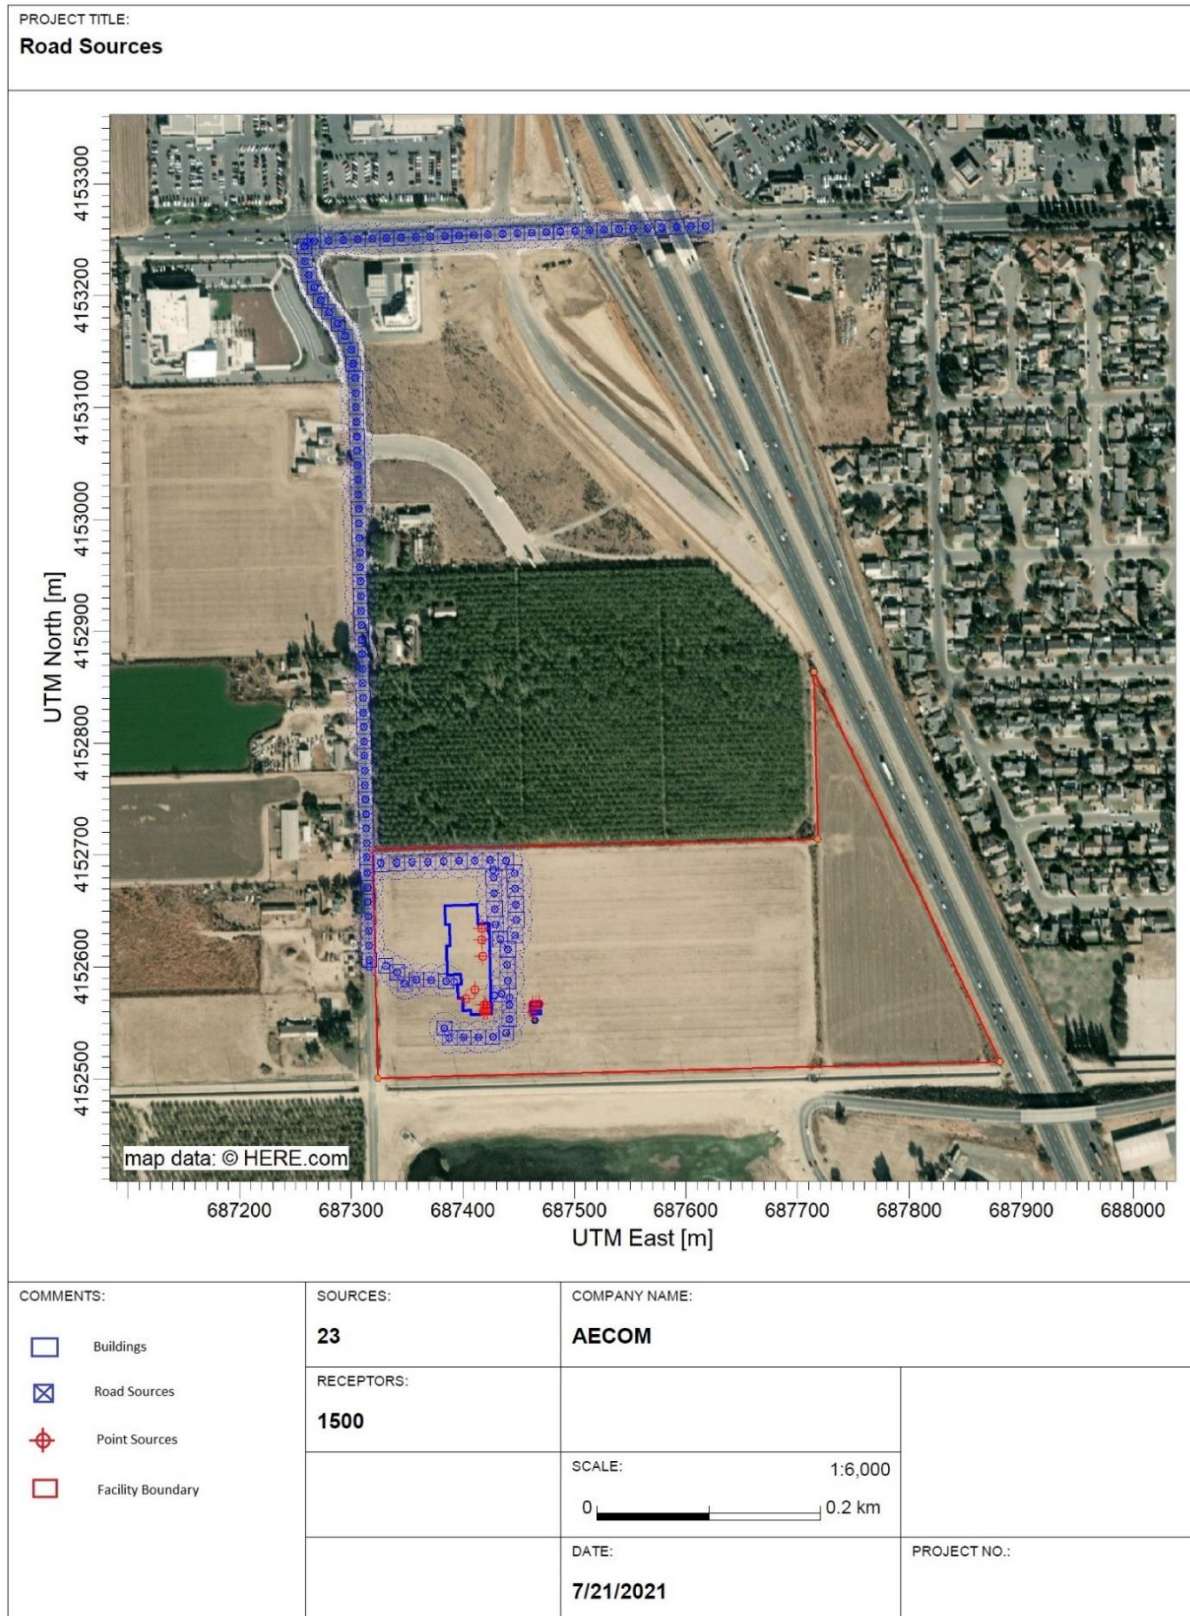 PROJECT TITLE:
Road Sources
4153300
4153200
4153100
4153000
4152900
4152800
4152700
4152600
4152500
UTM North [m]
map data: © HERE.com
687200 687300 687400 687500 687600 687700 687800 687900 688000
UTM East [m]
COMMENTS:
Buildings
Road Sources
Point Sources
Facility Boundary
SOURCES:
23
COMPANY NAME:
AECOM
RECEPTORS:
1500
SCALE: 1:6,000
0 0.2 km
DATE:
7/21/2021
PROJECT NO.: